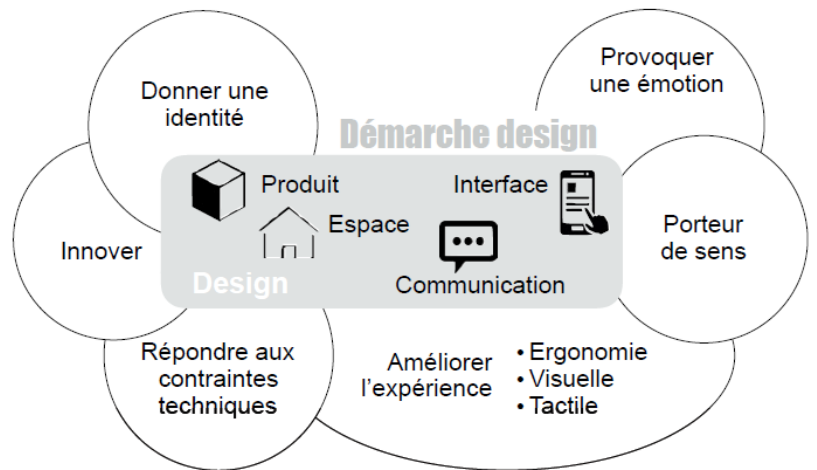 Donner une
identité
Provoquer
une émotion
Démarche design
Produit
Interface
Espace
Innover
Porteur
de sens
Design
Communication
Répondre aux
contraintes
techniques
Améliorer
l'expérience
• Ergonomie
• Visuelle
• Tactile